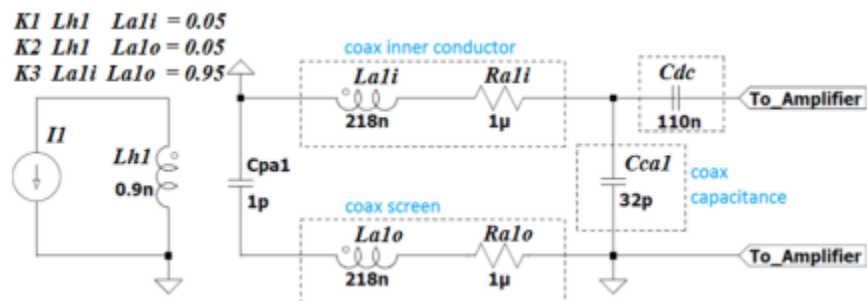 K1 Lh1 La1i = 0.05
K2 Lh1 La1o = 0.05
K3 La1i La1o = 0.95
coax inner conductor
La1i
218n
Ra1i
1µ
Cdc
110n
To_Amplifier
I1
Lh1
0.9n
Cpa1
1p
Cca1
32p
coax
capacitance
coax screen
La1o
218n
Ra1o
1µ
To_Amplifier